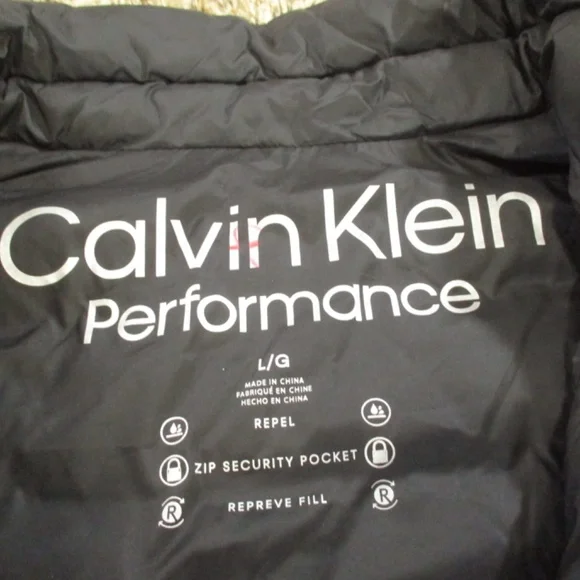 Calvin Klein
Performance
L/G
MADE IN CHINA
FABRIQUÉ EN CHINE
HECHO EN CHINA
REPEL
ZIP SECURITY POCKET
R REPREVE FILL R